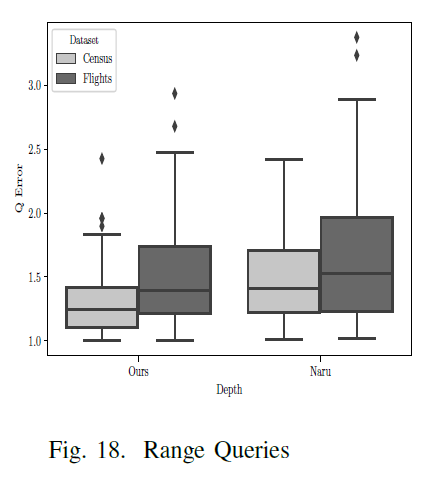 Dataset
Census
Flights
3.0
2.5
2.0
1.5
1.0
Q Error
Ours Naru
Depth
Fig. 18. Range Queries